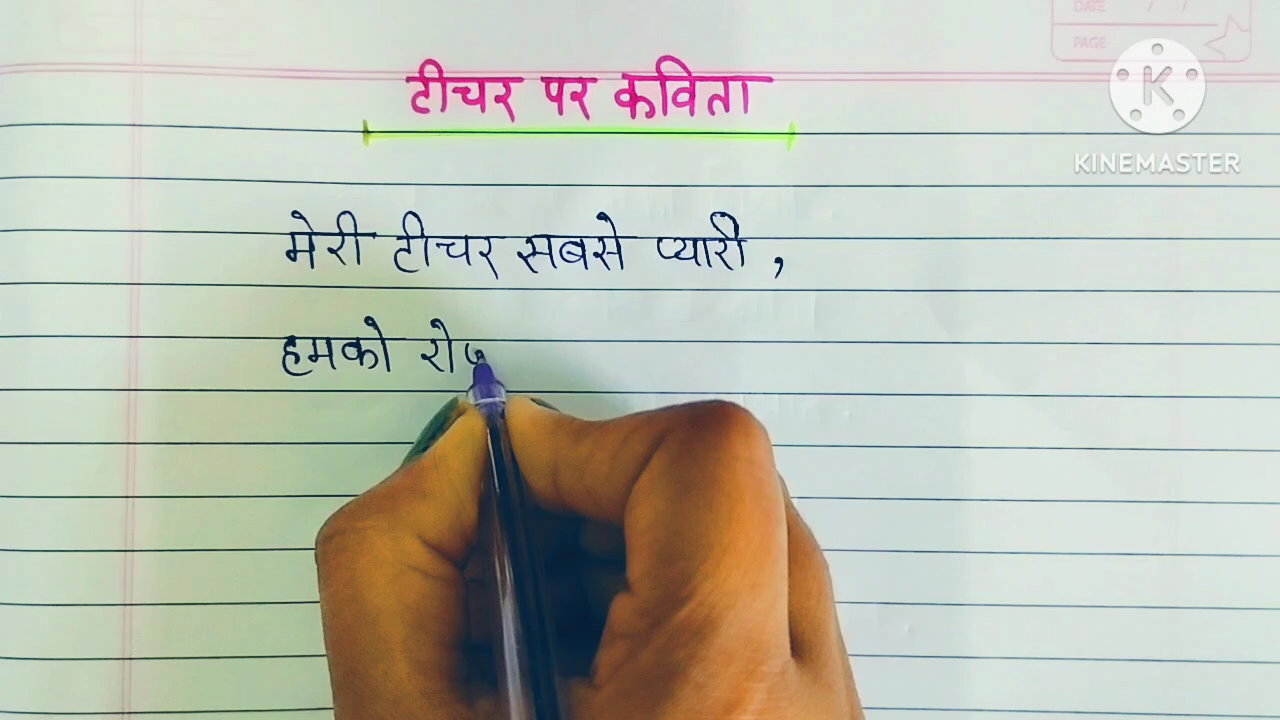 DATE / /
PAGE
K
KINEMASTER
टीचर पर कविता
मेरी टीचर सबसे प्यारी ,
हमको